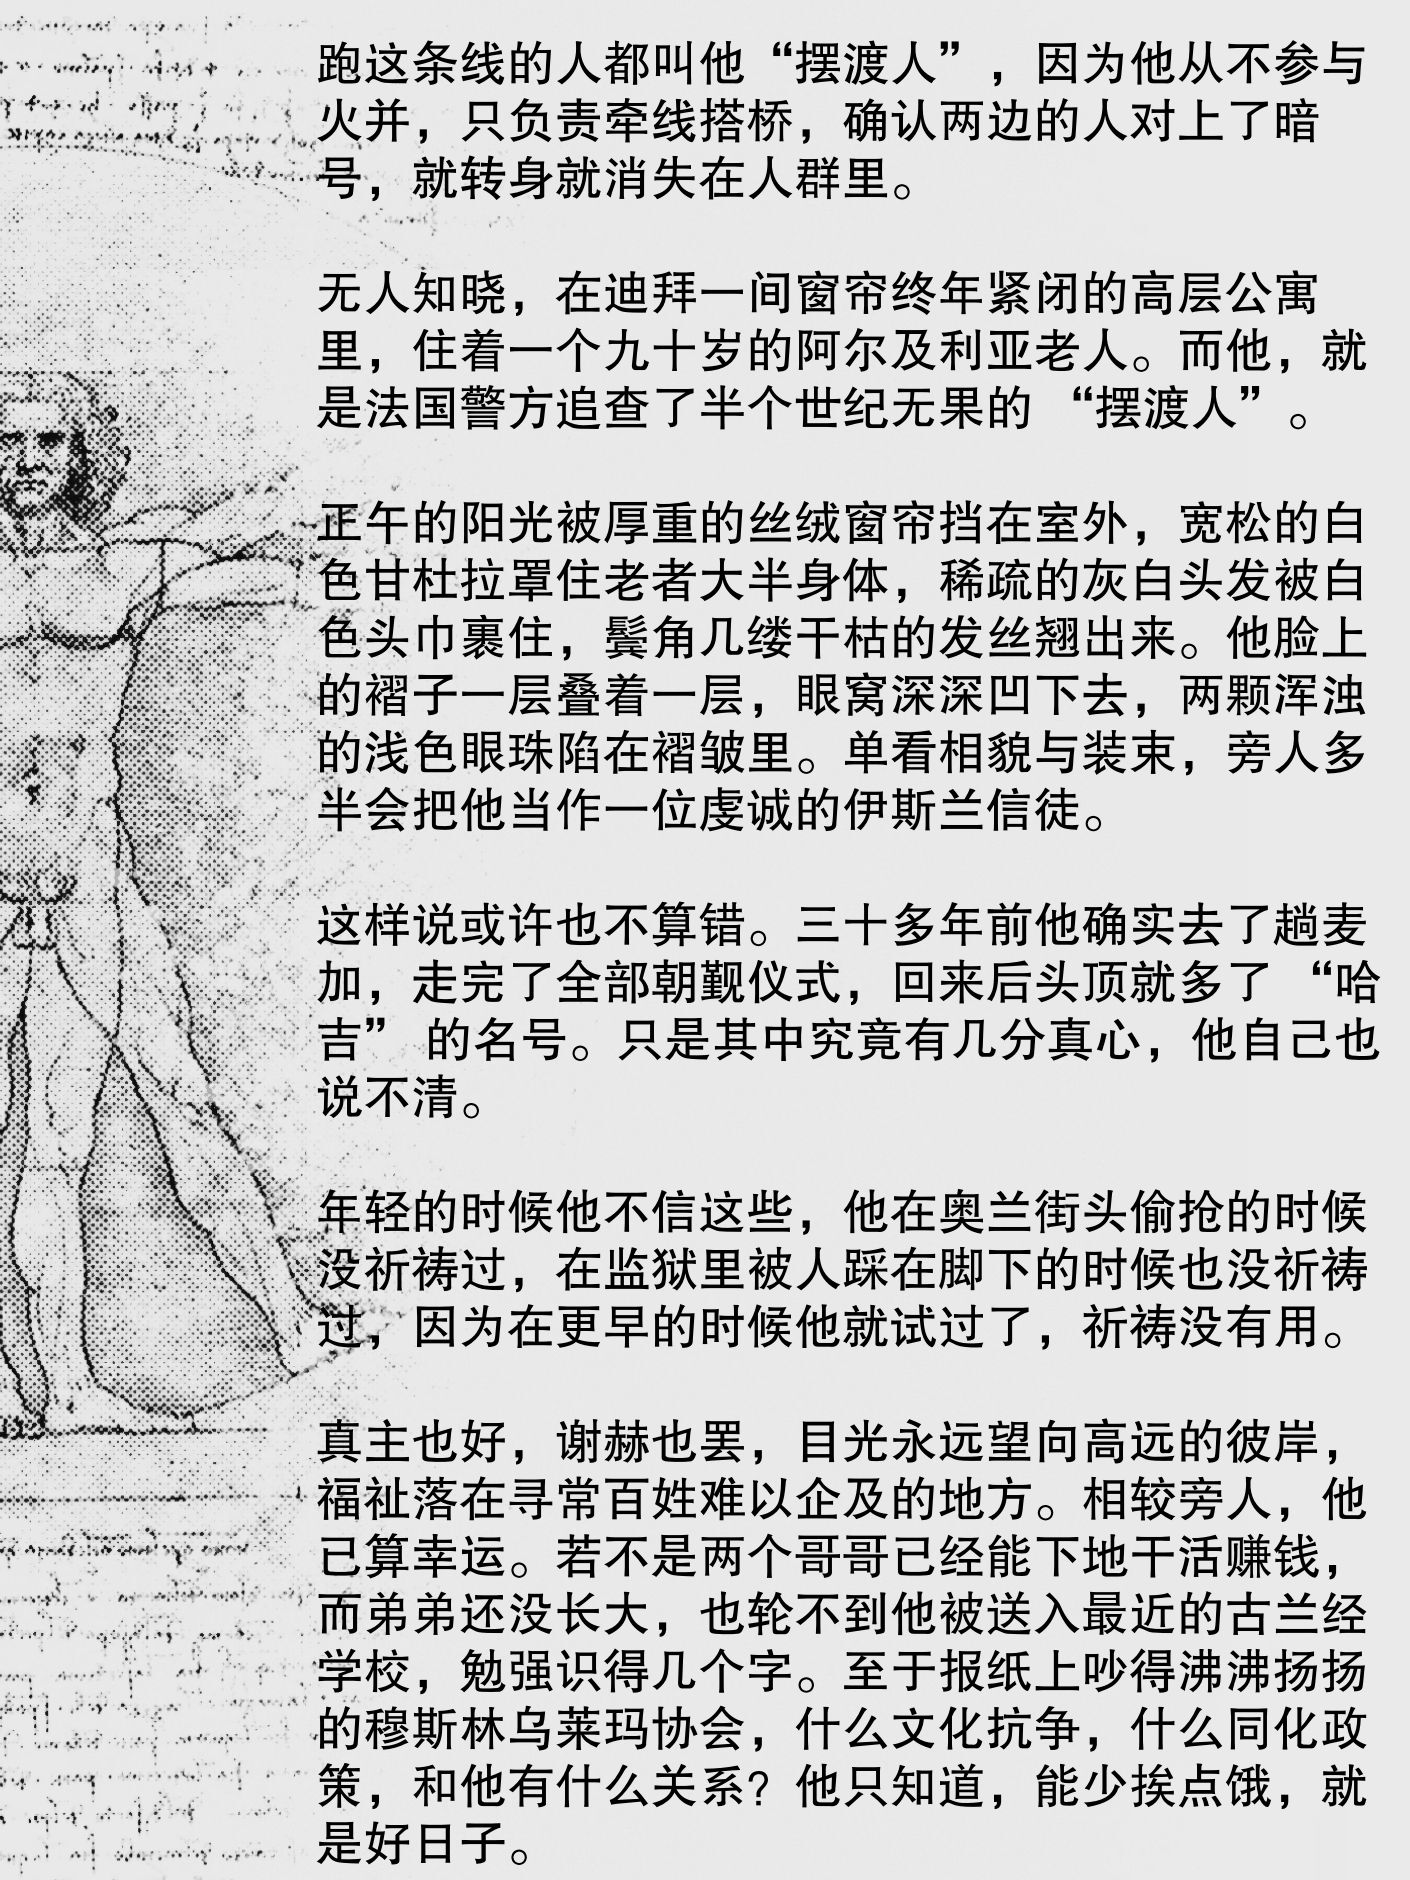 跑这条线的人都叫他“摆渡人”，因为他从不参与
火并，只负责牵线搭桥，确认两边的人对上了暗
号，就转身就消失在人群里。
无人知晓，在迪拜一间窗帘终年紧闭的高层公寓
里，住着一个九十岁的阿尔及利亚老人。而他，就
是法国警方追查了半个世纪无果的“摆渡人”。
正午的阳光被厚重的丝绒窗帘挡在室外，宽松的白
色甘杜拉罩住老者大半身体，稀疏的灰白头发被白
色头巾裹住，鬓角几缕干枯的发丝翘出来。他脸上
的褶子一层叠着一层，眼窝深深凹下去，两颗浑浊
的浅色眼珠陷在褶皱里。单看相貌与装束，旁人多
半会把他当作一位虔诚的伊斯兰信徒。
这样说或许也不算错。三十多年前他确实去了趟麦
加，走完了全部朝觐仪式，回来后头顶就多了“哈
吉”的名号。只是其中究竟有几分真心，他自己也
说不清。
年轻的时候他不信这些，他在奥兰街头偷抢的时候
没祈祷过，在监狱里被人踩在脚下的时候也没祈祷
过，因为在更早的时候他就试过了，祈祷没有用。
真主也好，谢赫也罢，目光永远望向高远的彼岸，
福祉落在寻常百姓难以企及的地方。相较旁人，他
已算幸运。若不是两个哥哥已经能下地干活赚钱，
而弟弟还没长大，也轮不到他被送入最近的古兰经
学校，勉强识得几个字。至于报纸上吵得沸沸扬扬
的穆斯林乌莱玛协会，什么文化抗争，什么同化政
策，和他有什么关系？他只知道，能少挨点饿，就
是好日子。